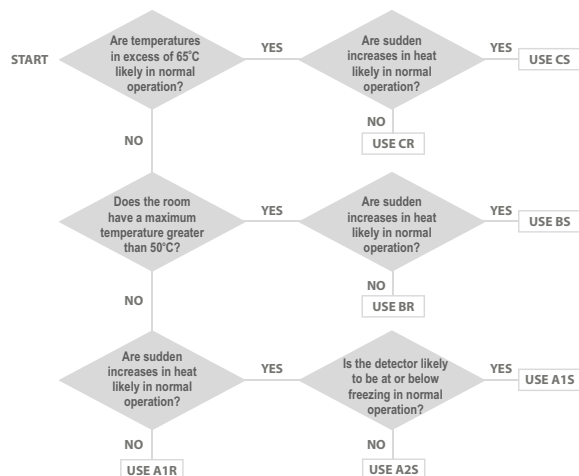 START
Are temperatures
in excess of 65˚C
likely in normal
operation?
YES
Are sudden
increases in heat
likely in normal
operation?
YES
USE CS
NO
USE CR
NO
Does the room
have a maximum
temperature greater
than 50˚C?
YES
Are sudden
increases in heat
likely in normal
operation?
YES
USE BS
NO
USE BR
NO
Are sudden
increases in heat
likely in normal
operation?
YES
Is the detector likely
to be at or below
freezing in normal
operation?
YES
USE A1S
NO
USE A1R
NO
USE A2S